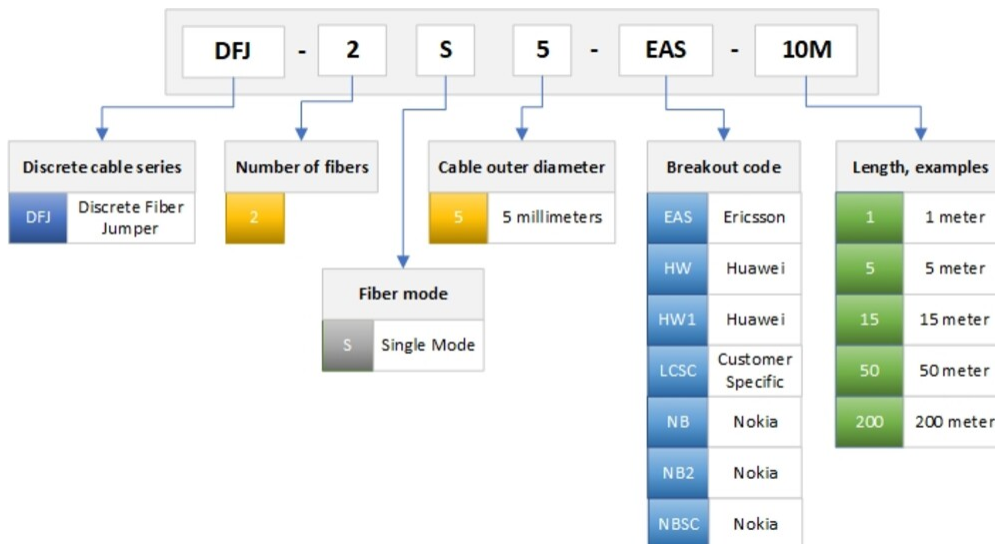 DFJ - 2 S 5 - EAS - 10M
Discrete cable series
DFJ Discrete Fiber
Jumper
Number of fibers
2
Fiber mode
S Single Mode
Cable outer diameter
5 5 millimeters
Breakout code
EAS Ericsson
HW Huawei
HW1 Huawei
LCSC Customer
Specific
NB Nokia
NB2 Nokia
NBSC Nokia
Length, examples
1 1 meter
5 5 meter
15 15 meter
50 50 meter
200 200 meter